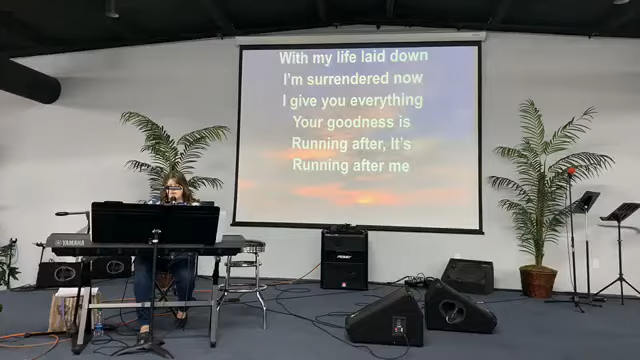 With my life laid down
I'm surrendered now
I give you everything
Your goodness is
Running after, It's
Running after me
YAMAHA